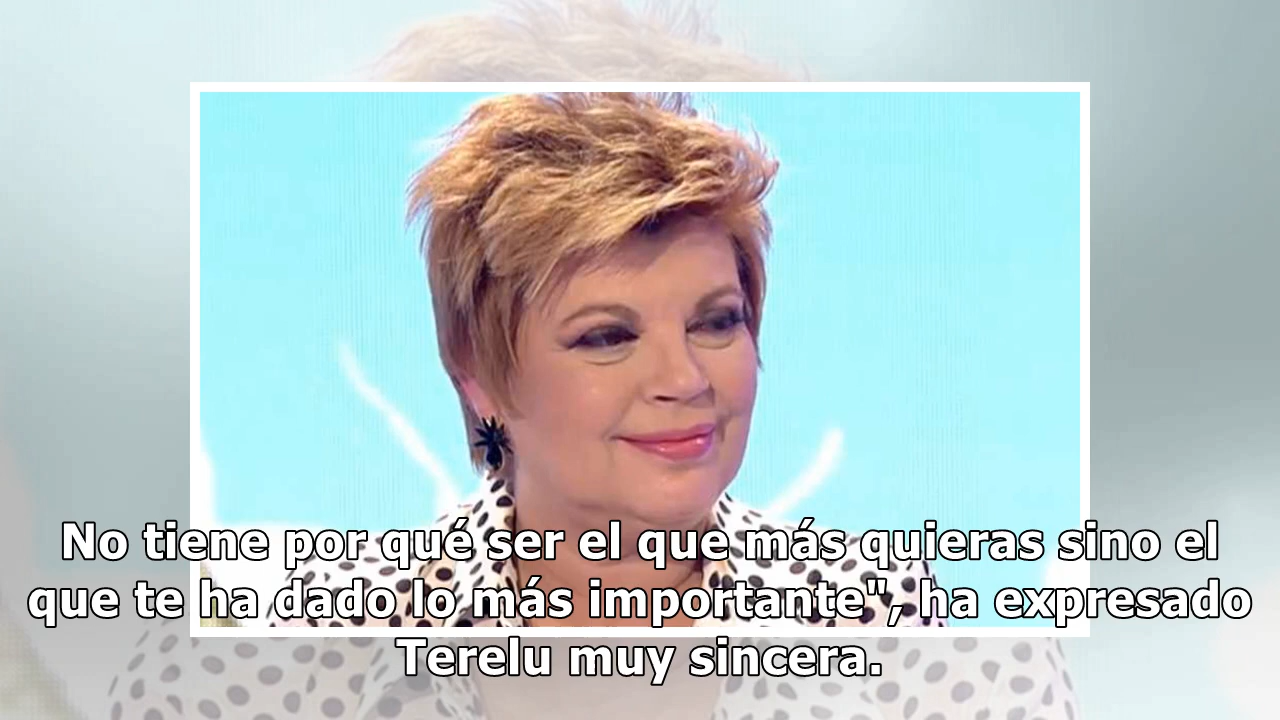 No tiene por qué ser el que más quieras sino el
que te ha dado lo más importante", ha expresado
Terelu muy sincera.